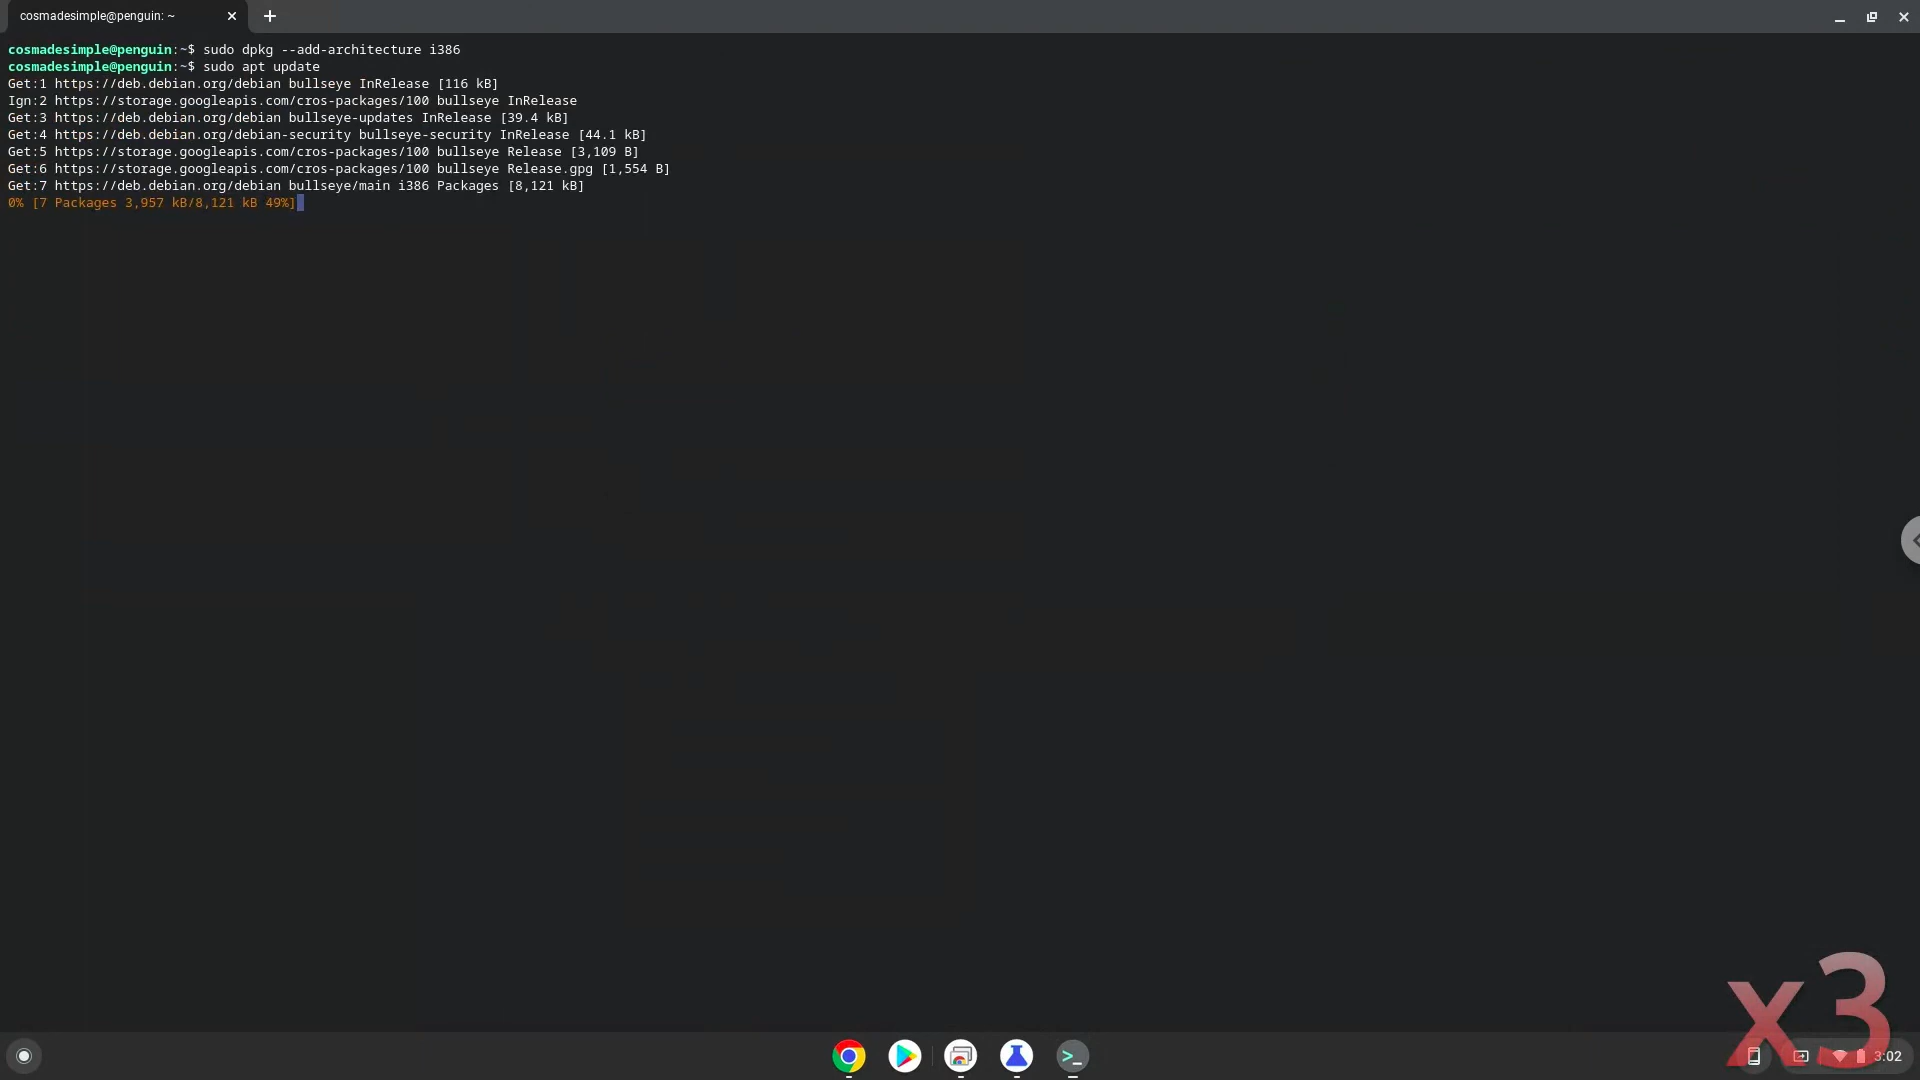 cosmadesimple@penguin: ~
cosmadesimple@penguin:~$ sudo dpkg --add-architecture i386
cosmadesimple@penguin:~$ sudo apt update
Get:1 https://deb.debian.org/debian bullseye InRelease [116 kB]
Ign:2 https://storage.googleapis.com/cros-packages/100 bullseye InRelease
Get:3 https://deb.debian.org/debian bullseye-updates InRelease [39.4 kB]
Get:4 https://deb.debian.org/debian-security bullseye-security InRelease [44.1 kB]
Get:5 https://storage.googleapis.com/cros-packages/100 bullseye Release [3,109 B]
Get:6 https://storage.googleapis.com/cros-packages/100 bullseye Release.gpg [1,554 B]
Get:7 https://deb.debian.org/debian bullseye/main i386 Packages [8,121 kB]
0% [7 Packages 3,957 kB/8,121 kB 49%]
x3
3:02